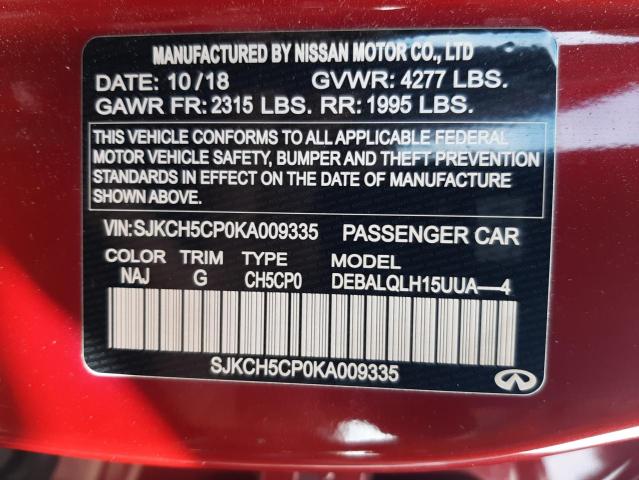 MANUFACTURED BY NISSAN MOTOR CO., LTD
DATE: 10/18 GVWR: 4277 LBS.
GAWR FR: 2315 LBS. RR: 1995 LBS.
THIS VEHICLE CONFORMS TO ALL APPLICABLE FEDERAL
MOTOR VEHICLE SAFETY, BUMPER AND THEFT PREVENTION
STANDARDS IN EFFECT ON THE DATE OF MANUFACTURE
SHOWN ABOVE.
VIN:SJKCH5CP0KA009335 PASSENGER CAR
COLOR TRIM TYPE MODEL
NAJ G CH5CP0 DEBALQLH15UUA—4
SJKCH5CP0KA009335